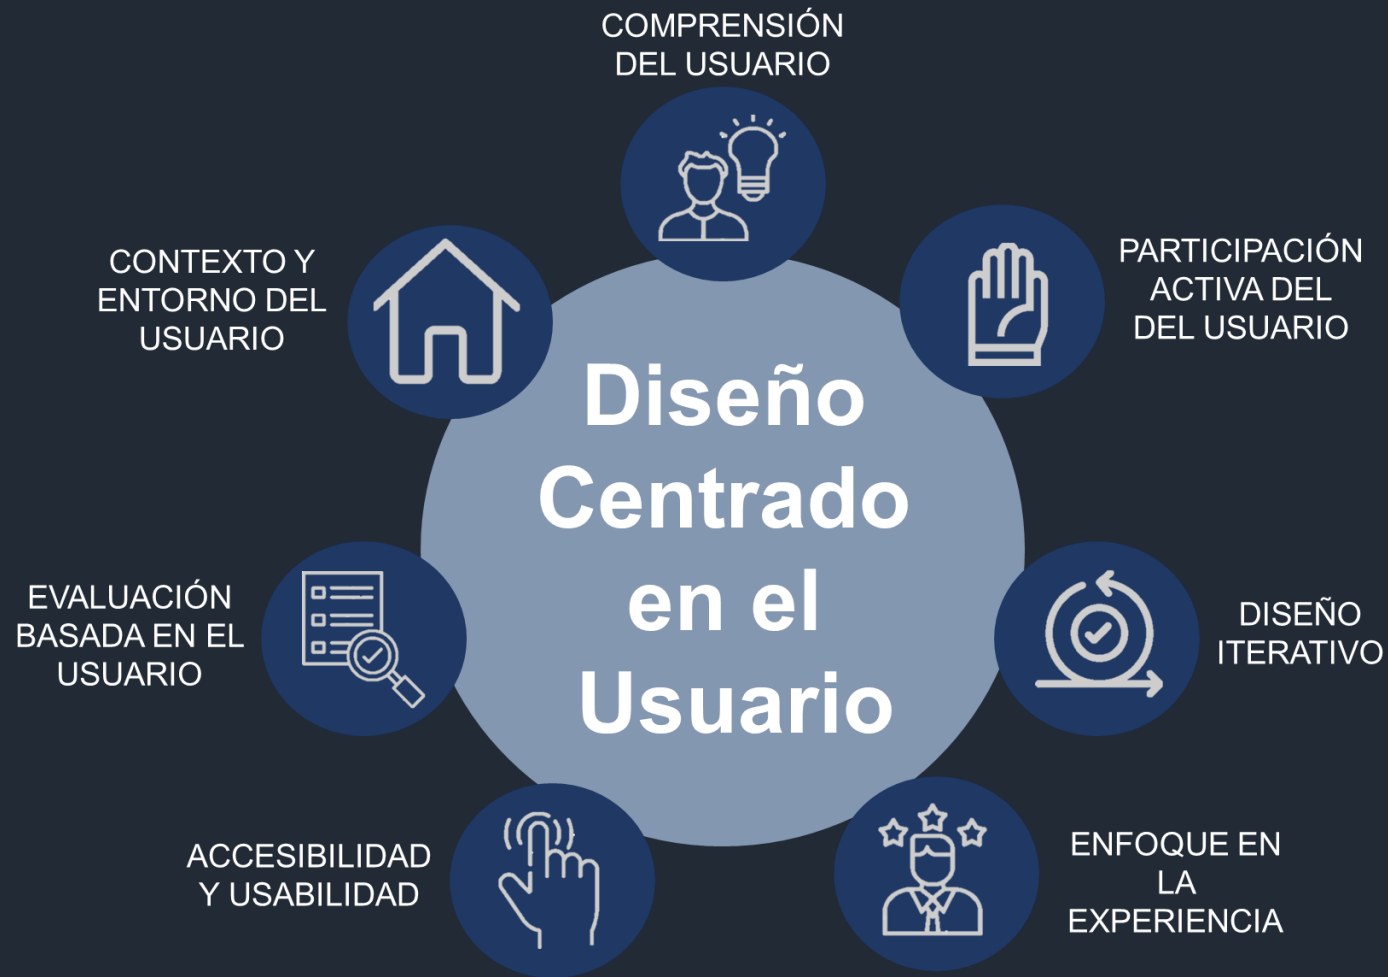 COMPRENSIÓN
DEL USUARIO
PARTICIPACIÓN
ACTIVA DEL
DEL USUARIO
DISEÑO
ITERATIVO
ENFOQUE EN
LA
EXPERIENCIA
ACCESIBILIDAD
Y USABILIDAD
EVALUACIÓN
BASADA EN EL
USUARIO
CONTEXTO Y
ENTORNO DEL
USUARIO
Diseño
Centrado
en el
Usuario